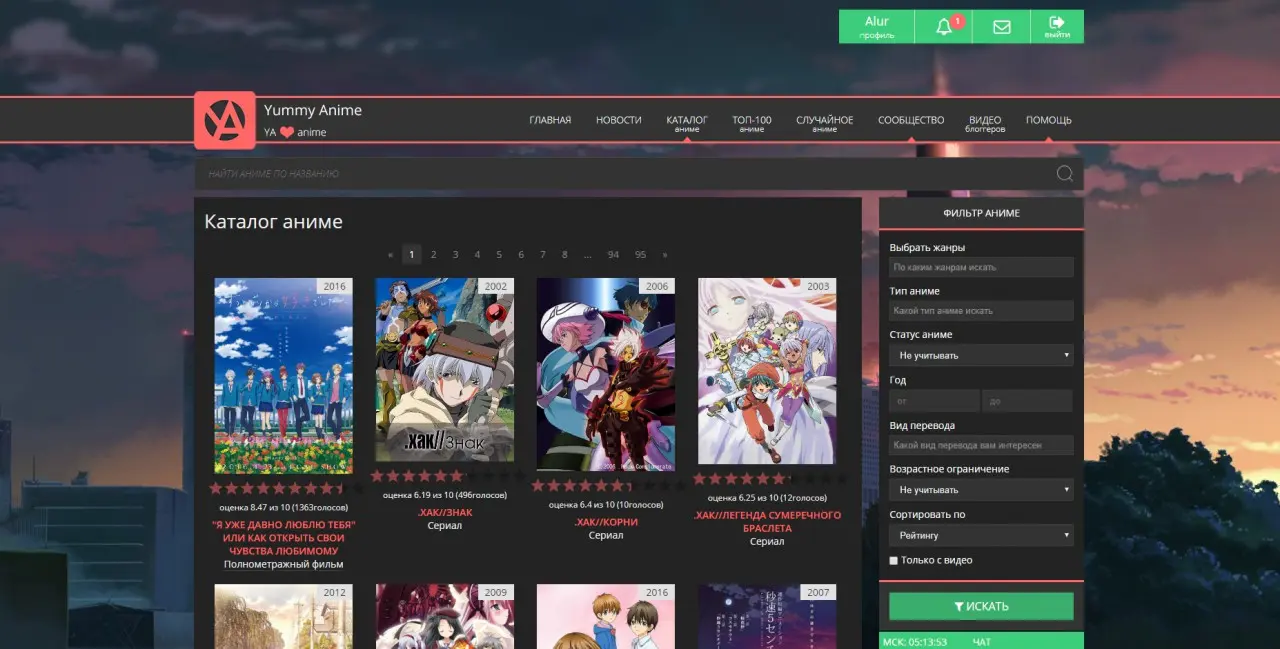 Alur
профиль
1
выйти
YA
Yummy Anime
YA ❤ anime
ГЛАВНАЯ
НОВОСТИ
КАТАЛОГ
аниме
ТОП-100
аниме
СЛУЧАЙНОЕ
аниме
СООБЩЕСТВО
ВИДЕО
блоггеров
ПОМОЩЬ
НАЙТИ АНИМЕ ПО НАЗВАНИЮ
Каталог аниме
« 1 2 3 4 5 6 7 8 ... 94 95 »
2016
оценка 8.47 из 10 (1363голосов)
"Я УЖЕ ДАВНО ЛЮБЛЮ ТЕБЯ"
ИЛИ КАК ОТКРЫТЬ СВОИ
ЧУВСТВА ЛЮБИМОМУ
Полнометражный фильм
2002
.хак//Знак
оценка 6.19 из 10 (496голосов)
.ХАК//ЗНАК
Сериал
2006
оценка 6.4 из 10 (10голосов)
.ХАК//КОРНИ
Сериал
2003
оценка 6.25 из 10 (12голосов)
.ХАК//ЛЕГЕНДА СУМЕРЕЧНОГО
БРАСЛЕТА
Сериал
2012
2009
2016
2007
秒速5センチ
ФИЛЬТР АНИМЕ
Выбрать жанры
По каким жанрам искать
Тип аниме
Какой тип аниме искать
Статус аниме
Не учитывать
Год
от
до
Вид перевода
Какой вид перевода вам интересен
Возрастное ограничение
Не учитывать
Сортировать по
Рейтингу
Только с видео
ИСКАТЬ
МСК: 05:13:53
ЧАТ